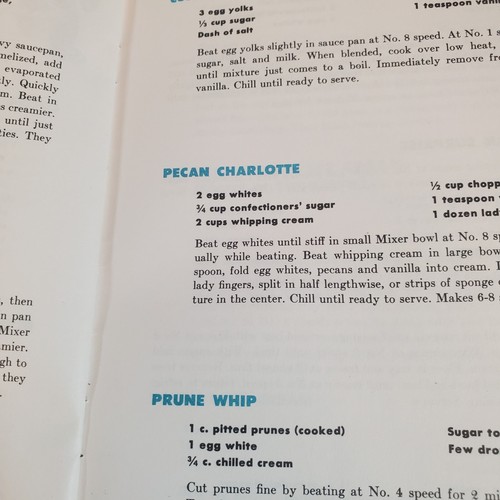 vy saucepan,
melized, add
evaporated
ly. Quickly
m. Beat in
s creamier.
until just
ties. They
, then
n pan
Mixer
mier.
gh to
they
3 egg yolks
⅓ cup sugar
Dash of salt
1 teaspoon
Beat egg yolks slightly in sauce pan at No. 8 speed. At No. 1
sugar, salt and milk. When blended, cook over low heat,
until mixture just comes to a boil. Immediately remove
vanilla. Chill until ready to serve.
PECAN CHARLOTTE
2 egg whites
¾ cup confectioners' sugar
2 cups whipping cream
½ cup
1 teaspoon
1 dozen
Beat egg whites until stiff in small Mixer bowl at No. 8
ually while beating. Beat whipping cream in large
spoon, fold egg whites, pecans and vanilla into cream.
lady fingers, split in half lengthwise, or strips of sponge
ture in the center. Chill until ready to serve. Makes 6-8
PRUNE WHIP
1 c. pitted prunes (cooked)
1 egg white
¾ c. chilled cream
Sugar to
Few
Cut prunes fine by beating at No. 4 speed for 2